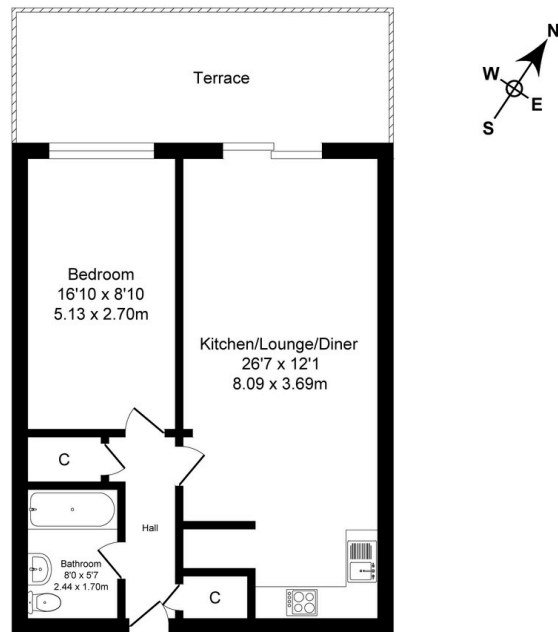 Terrace
N
W
E
S
Bedroom
16'10 x 8'10
5.13 x 2.70m
Kitchen/Lounge/Diner
26'7 x 12'1
8.09 x 3.69m
C
Hall
Bathroom
8'0 x 5'7
2.44 x 1.70m
C